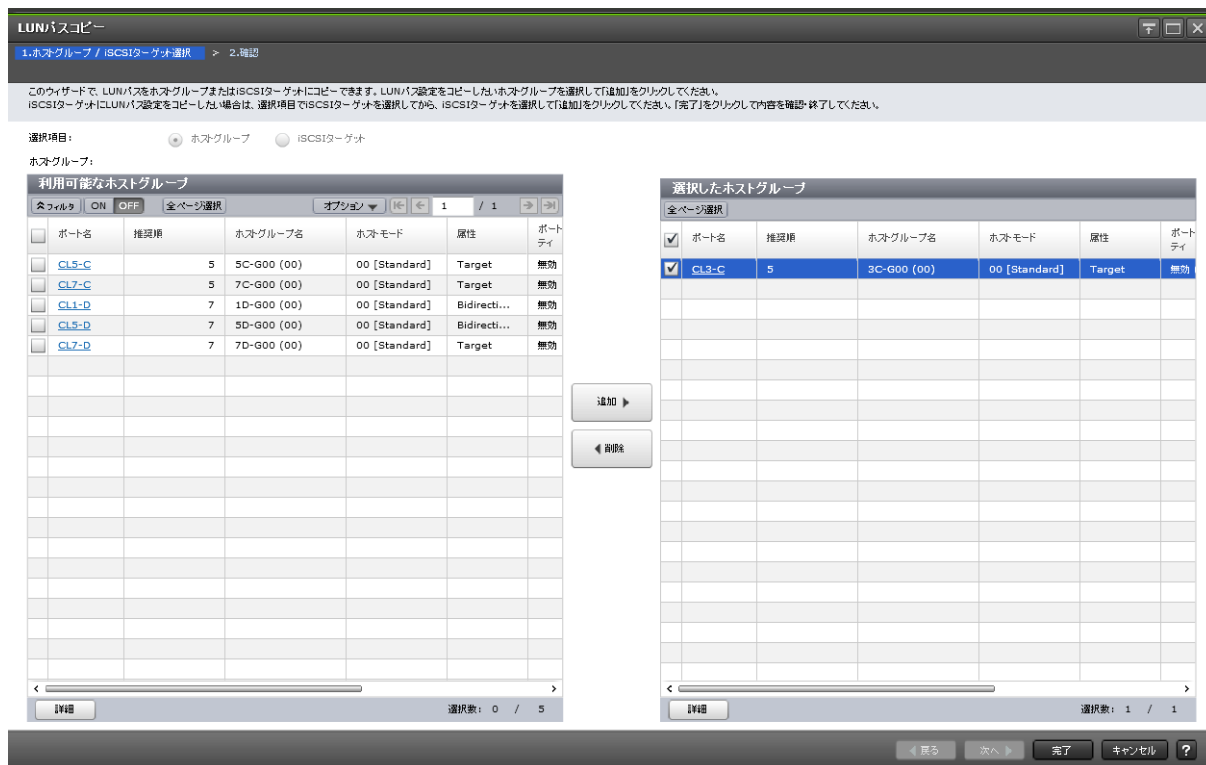 LUNパスコピー
1.ホストグループ / iSCSIターゲット選択 > 2.確認
このウィザードで、LUNパスをホストグループまたはiSCSIターゲットにコピーできます。LUNパス設定をコピーしたいホストグループを選択して「追加」をクリックしてください。
iSCSIターゲットにLUNパス設定をコピーしたい場合は、選択項目でiSCSIターゲットを選択してから、iSCSIターゲットを選択して「追加」をクリックしてください。「完了」をクリックして内容を確認・終了してください。
選択項目: ホストグループ iSCSIターゲット
ホストグループ:
利用可能なホストグループ
フィルタ ON OFF 全ページ選択 オプション 1 / 1
ポート名 推奨順 ホストグループ名 ホストモード 属性 ポート
ティ
CL5-C 5 5C-G00 (00) 00 [Standard] Target 無効
CL7-C 5 7C-G00 (00) 00 [Standard] Target 無効
CL1-D 7 1D-G00 (00) 00 [Standard] Bidirecti... 無効
CL5-D 7 5D-G00 (00) 00 [Standard] Bidirecti... 無効
CL7-D 7 7D-G00 (00) 00 [Standard] Target 無効
詳細 選択数: 0 / 5
追加
削除
選択したホストグループ
全ページ選択
ポート名 推奨順 ホストグループ名 ホストモード 属性 ポート
ティ
CL3-C 5 3C-G00 (00) 00 [Standard] Target 無効
詳細 選択数: 1 / 1
戻る 次へ 完了 キャンセル ?